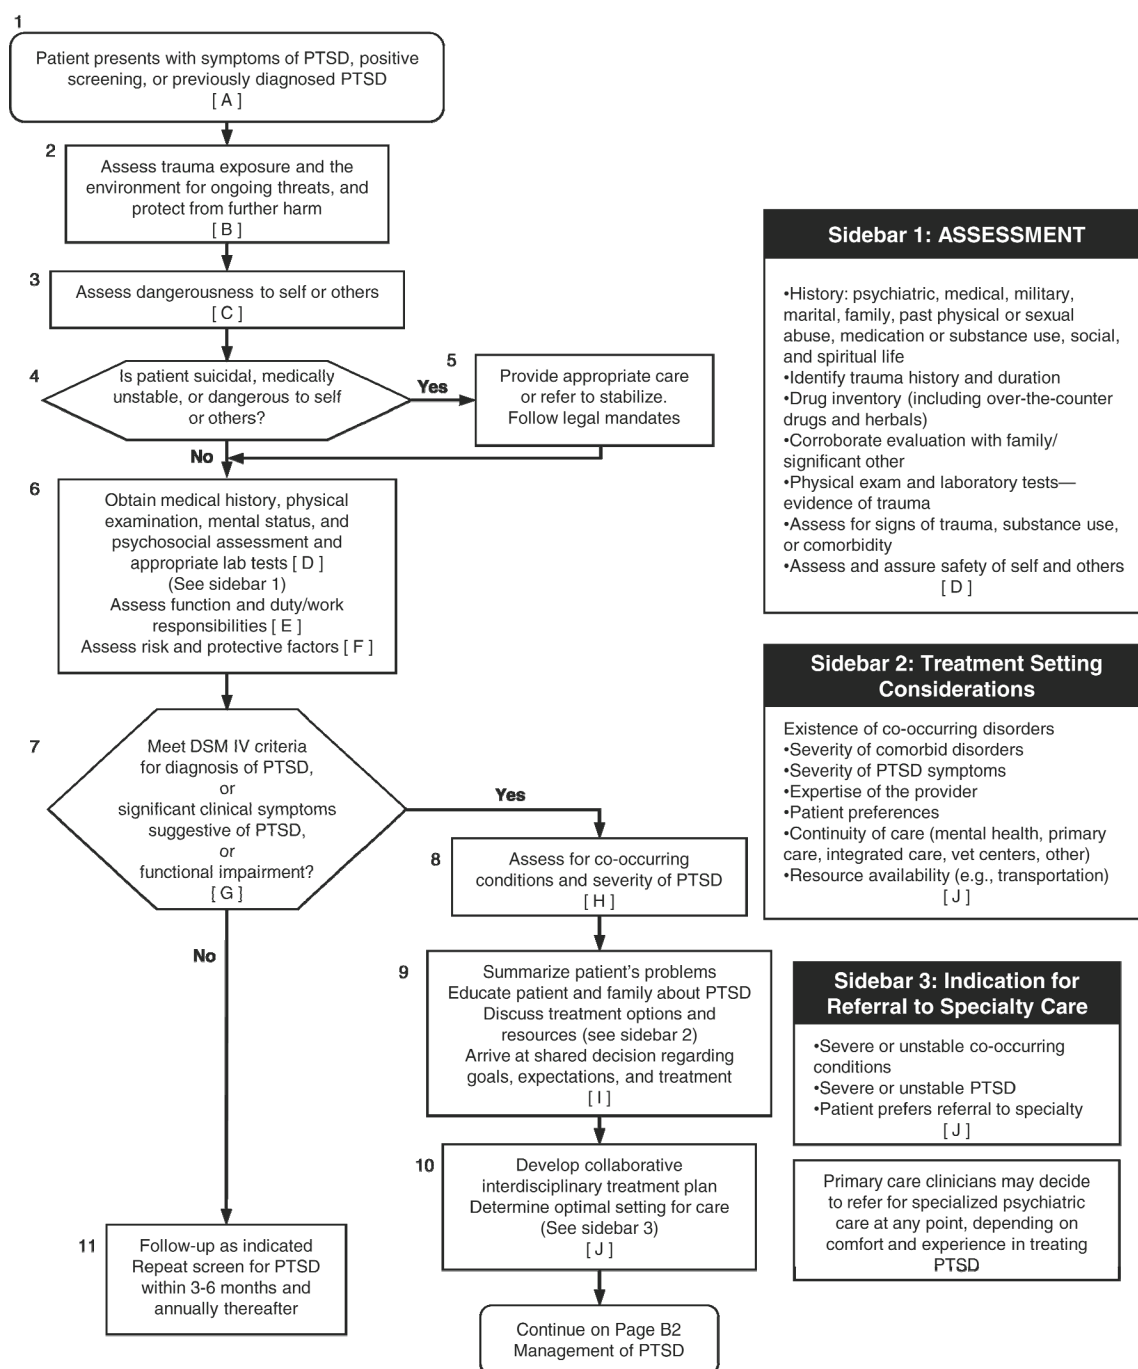 1
Patient presents with symptoms of PTSD, positive
screening, or previously diagnosed PTSD
[ A ]
2
Assess trauma exposure and the
environment for ongoing threats, and
protect from further harm
[ B ]
3
Assess dangerousness to self or others
[ C ]
4
Is patient suicidal, medically
unstable, or dangerous to self
or others?
Yes
5
Provide appropriate care
or refer to stabilize.
Follow legal mandates
No
6
Obtain medical history, physical
examination, mental status, and
psychosocial assessment and
appropriate lab tests [ D ]
(See sidebar 1)
Assess function and duty/work
responsibilities [ E ]
Assess risk and protective factors [ F ]
7
Meet DSM IV criteria
for diagnosis of PTSD,
or
significant clinical symptoms
suggestive of PTSD,
or
functional impairment?
[ G ]
Yes
8
Assess for co-occurring
conditions and severity of PTSD
[ H ]
No
9
Summarize patient's problems
Educate patient and family about PTSD
Discuss treatment options and
resources (see sidebar 2)
Arrive at shared decision regarding
goals, expectations, and treatment
[ I ]
10
Develop collaborative
interdisciplinary treatment plan
Determine optimal setting for care
(See sidebar 3)
[ J ]
11
Follow-up as indicated
Repeat screen for PTSD
within 3-6 months and
annually thereafter
Continue on Page B2
Management of PTSD
Sidebar 1: ASSESSMENT
•History: psychiatric, medical, military,
marital, family, past physical or sexual
abuse, medication or substance use, social,
and spiritual life
•Identify trauma history and duration
•Drug inventory (including over-the-counter
drugs and herbals)
•Corroborate evaluation with family/
significant other
•Physical exam and laboratory tests—
evidence of trauma
•Assess for signs of trauma, substance use,
or comorbidity
•Assess and assure safety of self and others
[ D ]
Sidebar 2: Treatment Setting
Considerations
Existence of co-occurring disorders
•Severity of comorbid disorders
•Severity of PTSD symptoms
•Expertise of the provider
•Patient preferences
•Continuity of care (mental health, primary
care, integrated care, vet centers, other)
•Resource availability (e.g., transportation)
[ J ]
Sidebar 3: Indication for
Referral to Specialty Care
•Severe or unstable co-occurring
conditions
•Severe or unstable PTSD
•Patient prefers referral to specialty
[ J ]
Primary care clinicians may decide
to refer for specialized psychiatric
care at any point, depending on
comfort and experience in treating
PTSD